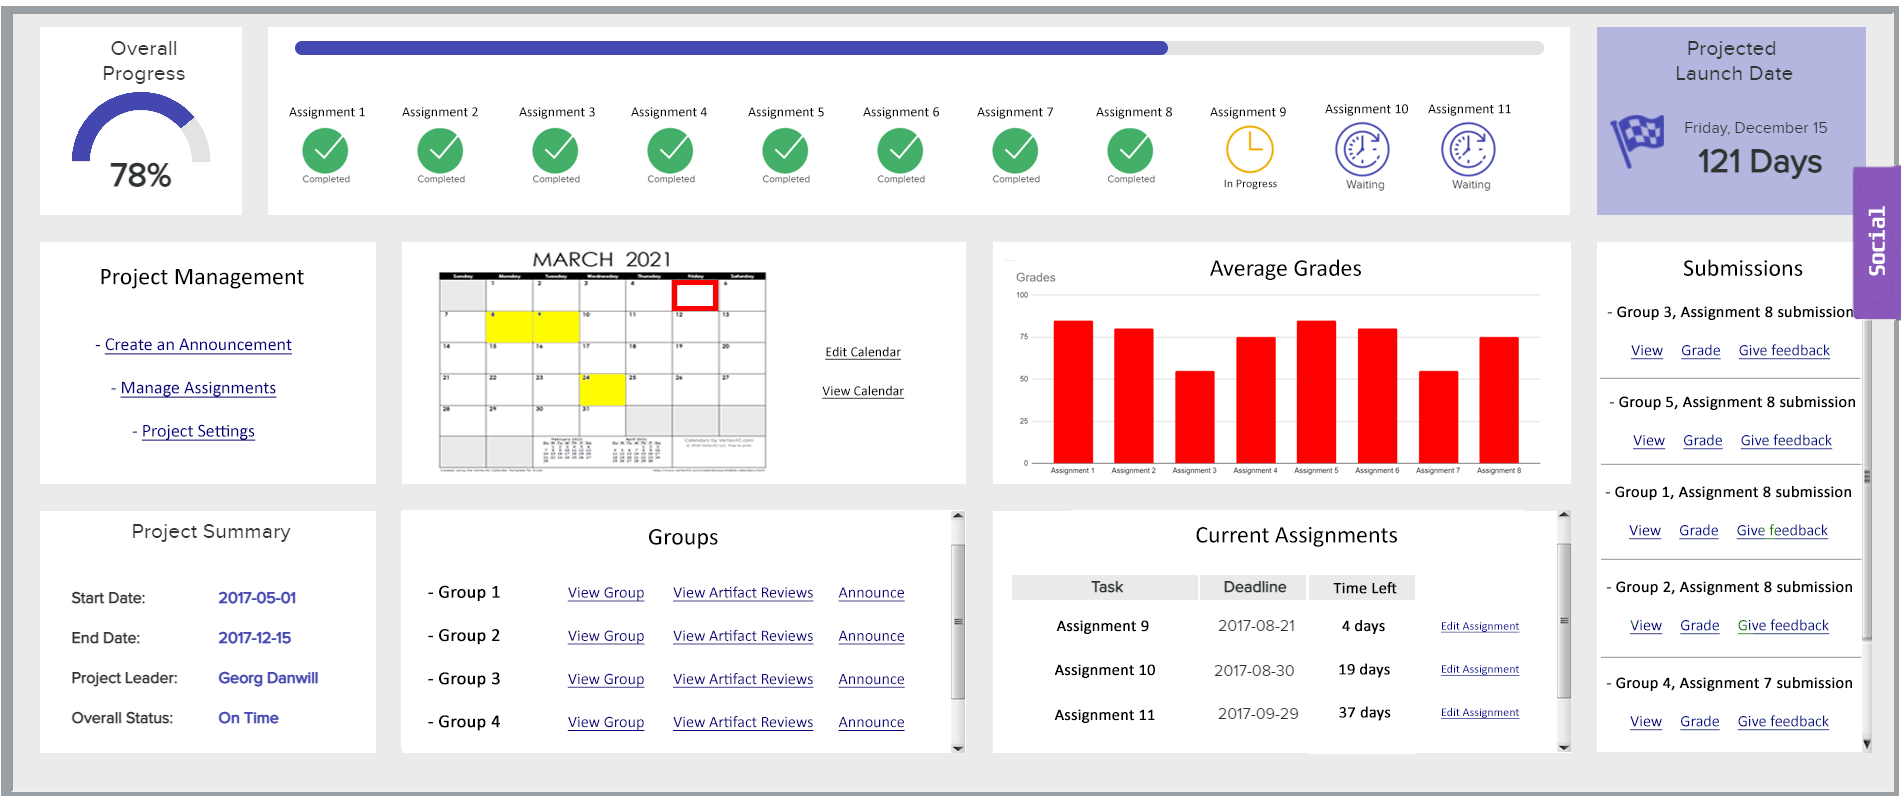 Overall
Progress
78%
Assignment 1
Assignment 2
Assignment 3
Assignment 4
Assignment 5
Assignment 6
Assignment 7
Assignment 8
Assignment 9
Assignment 10
Assignment 11
Completed
Completed
Completed
Completed
Completed
Completed
Completed
Completed
In Progress
Waiting
Waiting
Projected
Launch Date
Friday, December 15
121 Days
Social
Project Management
- Create an Announcement
- Manage Assignments
- Project Settings
MARCH 2021
Sunday Monday Tuesday Wednesday Thursday Friday Saturday
1 2 3 4 6
7 8 9 10 11 12 13
14 15 16 17 18 19 20
21 22 23 24 25 26 27
28 29 30 31
February 2021
April 2021
Calendars by Vertex42.com
Edit Calendar
View Calendar
Average Grades
Grades
100
75
50
25
0
Assignment 1
Assignment 2
Assignment 3
Assignment 4
Assignment 5
Assignment 6
Assignment 7
Assignment 8
Submissions
- Group 3, Assignment 8 submission
View Grade Give feedback
- Group 5, Assignment 8 submission
View Grade Give feedback
- Group 1, Assignment 8 submission
View Grade Give feedback
- Group 2, Assignment 8 submission
View Grade Give feedback
- Group 4, Assignment 7 submission
View Grade Give feedback
Project Summary
Start Date: 2017-05-01
End Date: 2017-12-15
Project Leader: Georg Danwill
Overall Status: On Time
Groups
- Group 1 View Group View Artifact Reviews Announce
- Group 2 View Group View Artifact Reviews Announce
- Group 3 View Group View Artifact Reviews Announce
- Group 4 View Group View Artifact Reviews Announce
Current Assignments
Task Deadline Time Left
Assignment 9 2017-08-21 4 days Edit Assignment
Assignment 10 2017-08-30 19 days Edit Assignment
Assignment 11 2017-09-29 37 days Edit Assignment